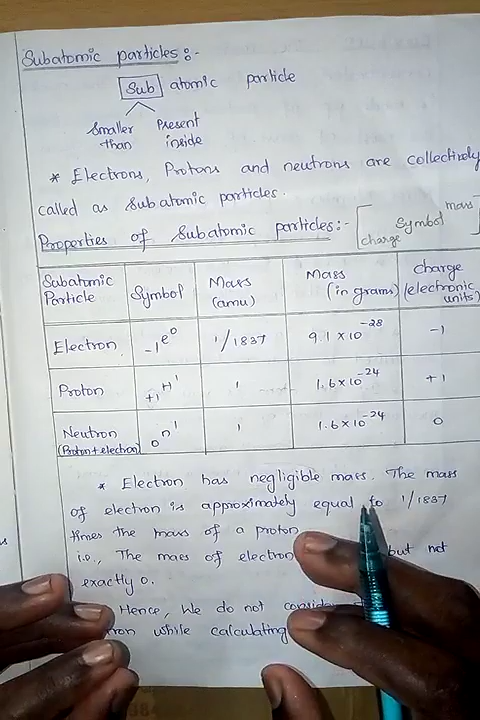 Subatomic particles :-
Sub atomic particle
Smaller than Present inside
* Electrons, Protons and neutrons are collectively
called as Subatomic particles.
Properties of Subatomic particles:- [charge Symbol mass]
Subatomic Particle Symbol Mass (amu) Mass (in grams) Charge (electronic units)
Electron ₋₁e⁰ 1/1837 9.1 x 10⁻²⁸ -1
Proton ₊₁H¹ 1 1.6 x 10⁻²⁴ +1
Neutron (Proton + electron) ₀n¹ 1 1.6 x 10⁻²⁴ 0
* Electron has negligible mass. The mass
of electron is approximately equal to 1/1837
times the mass of a proton
i.e., The mass of electron but not
exactly 0.
Hence, We do not consider
while calculating